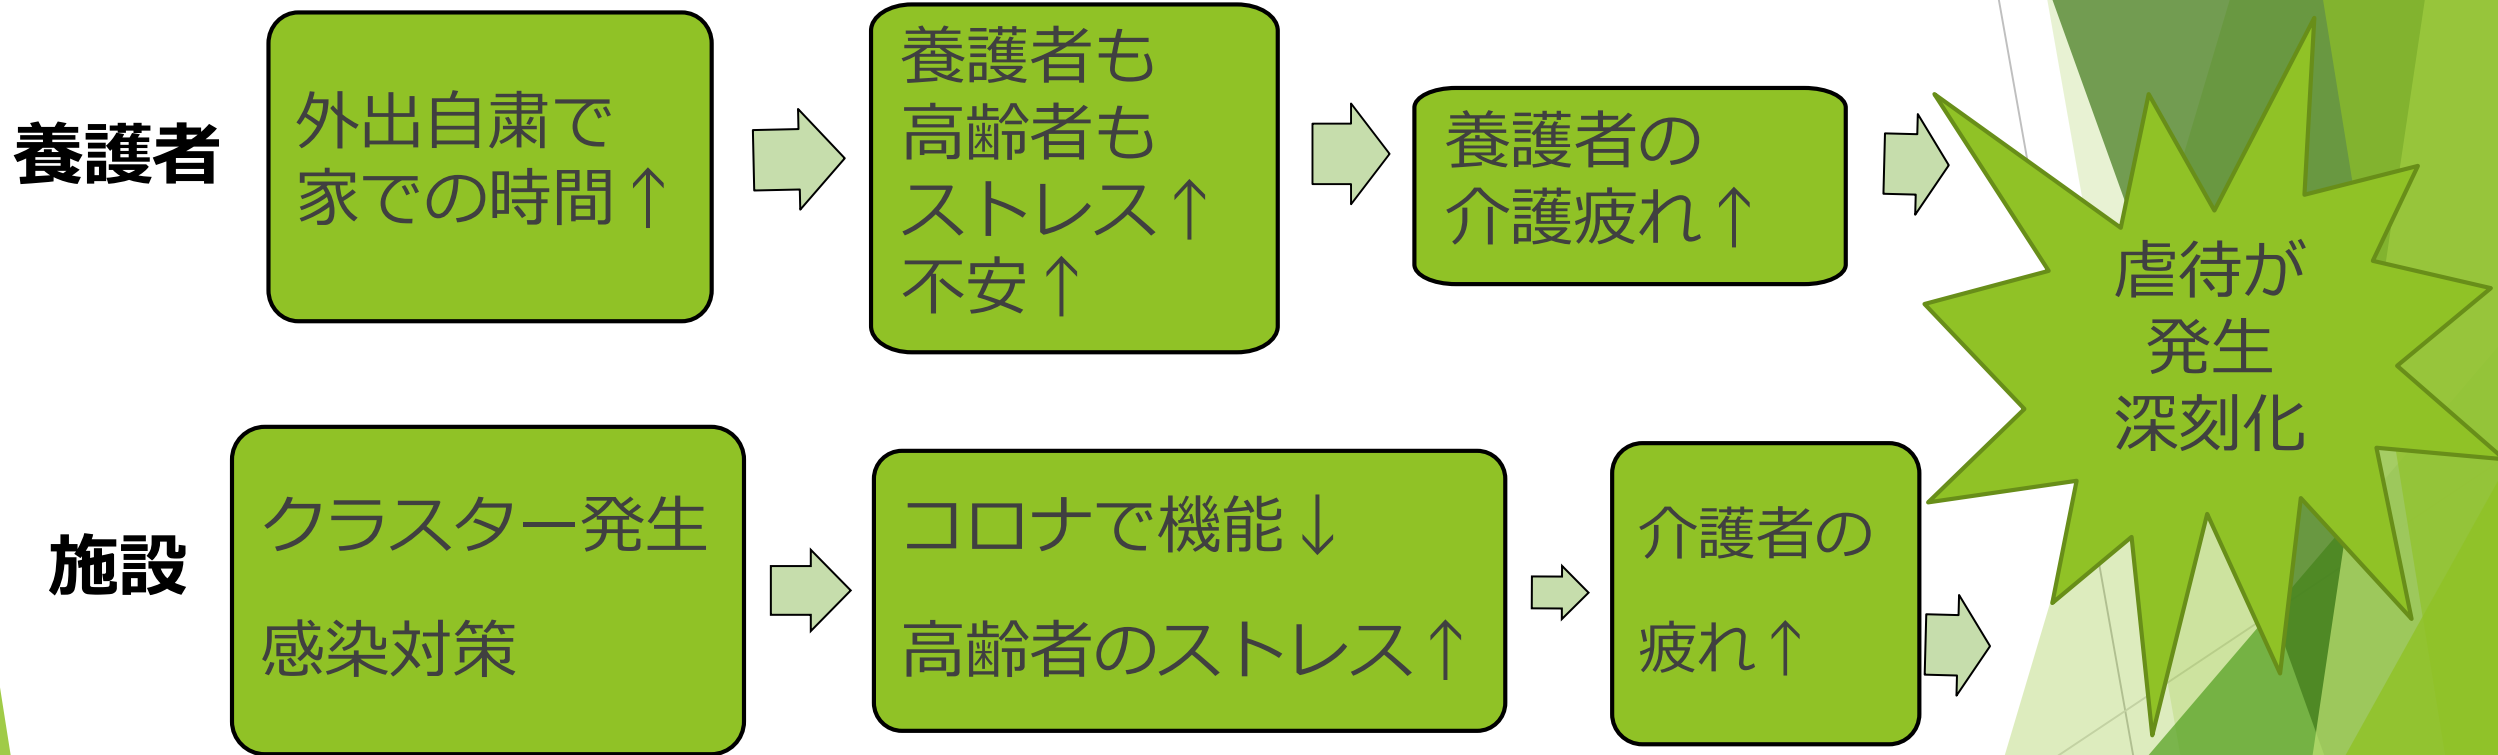 養護者
外出自粛で
家での時間↑
養護者も
高齢者も
ストレス↑
不安↑
養護者の
介護疲れ↑
虐待が
発生
深刻化
施設
クラスター発生
感染対策
コロナで機能↓
高齢者のストレス↑
介護者の
疲れ↑